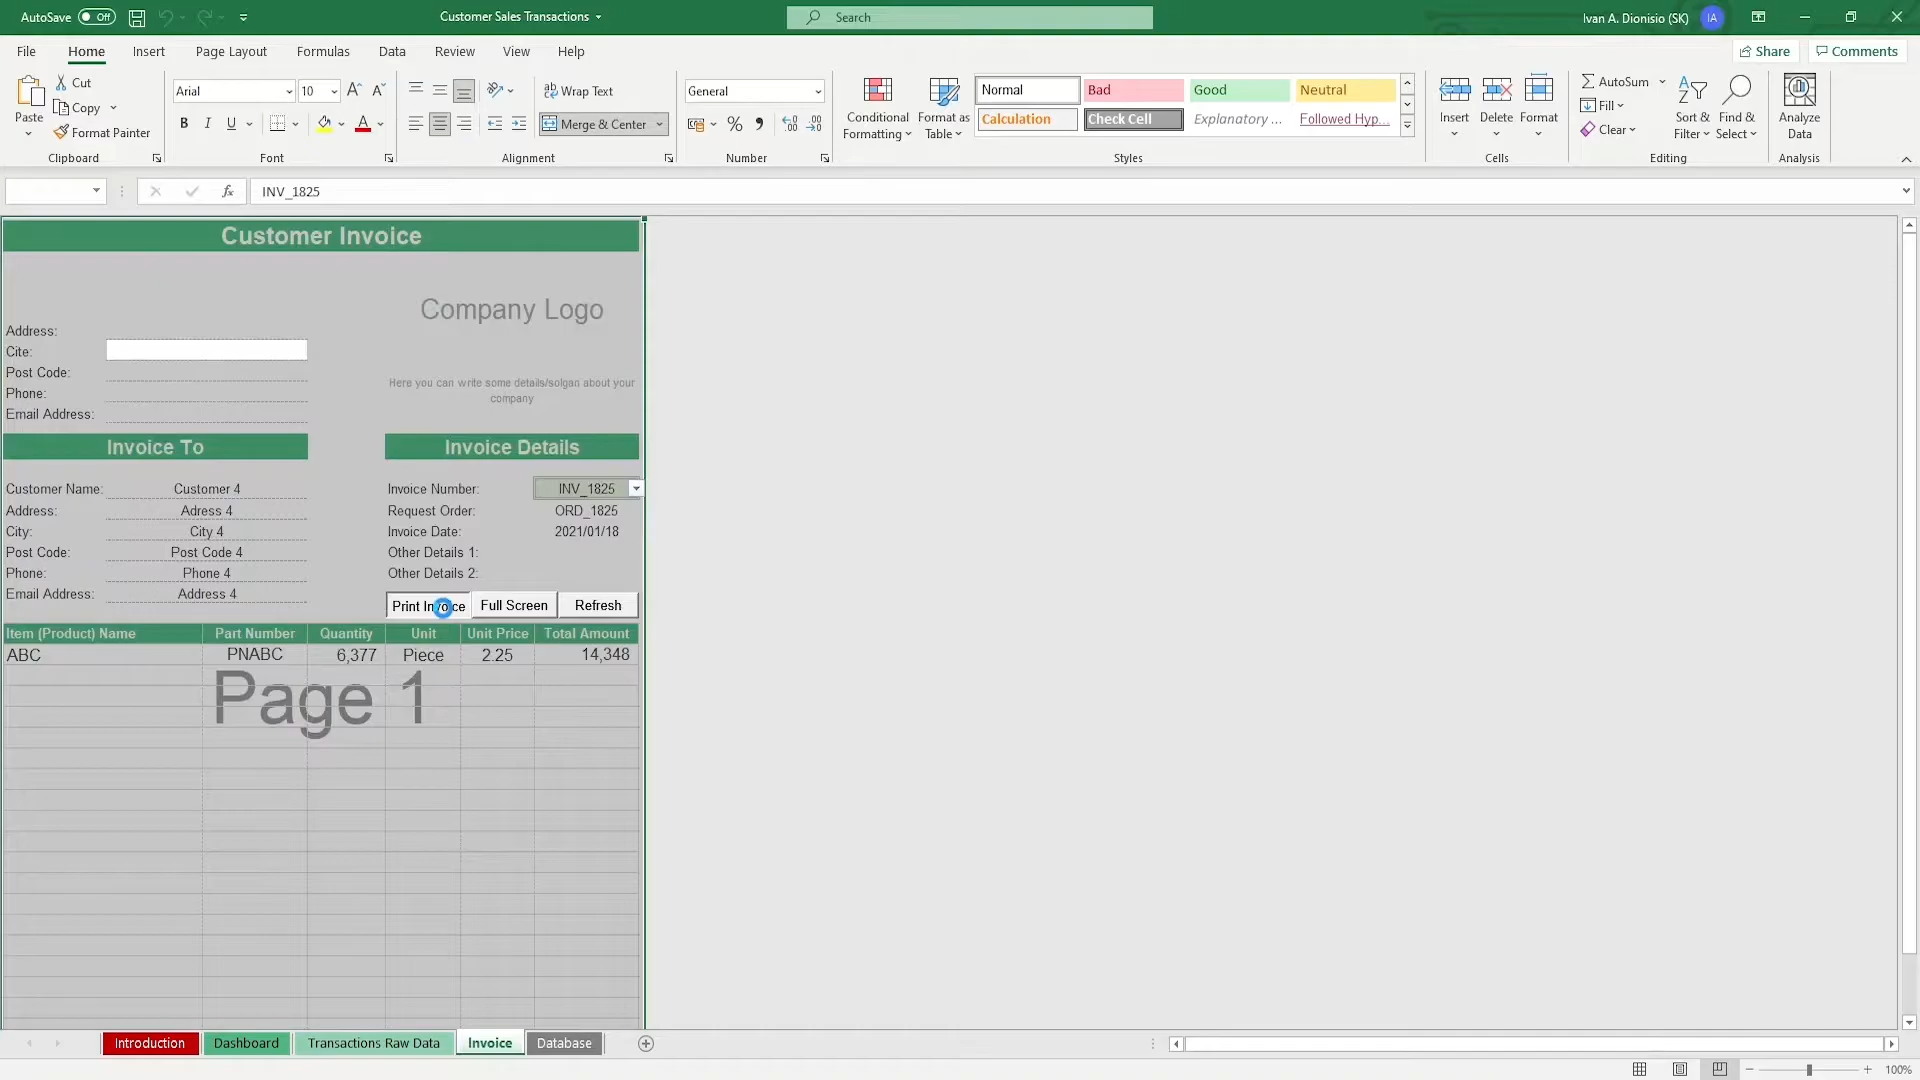 AutoSave Off Customer Sales Transactions Search Ivan A. Dionisio (SK) IA
File Home Insert Page Layout Formulas Data Review View Help Share Comments
Paste
Cut
Copy
Format Painter
Clipboard
Arial 10
B I U
Font
Wrap Text
Merge & Center
Alignment
General
Number
Conditional Formatting
Format as Table
Normal Bad Good Neutral
Calculation Check Cell Explanatory ... Followed Hyp...
Styles
Insert Delete Format
Cells
AutoSum
Fill
Clear
Sort & Filter
Find & Select
Editing
Analyze Data
Analysis
fx INV_1825
Customer Invoice
Company Logo
Address:
Cite:
Post Code:
Phone:
Email Address:
Here you can write some details/solgan about your
company
Invoice To Invoice Details
Customer Name: Customer 4 Invoice Number: INV_1825
Address: Adress 4 Request Order: ORD_1825
City: City 4 Invoice Date: 2021/01/18
Post Code: Post Code 4 Other Details 1:
Phone: Phone 4 Other Details 2:
Email Address: Address 4
Print Invoice Full Screen Refresh
Item (Product) Name Part Number Quantity Unit Unit Price Total Amount
ABC PNABC 6,377 Piece 2.25 14,348
Page 1
Introduction Dashboard Transactions Raw Data Invoice Database
100%